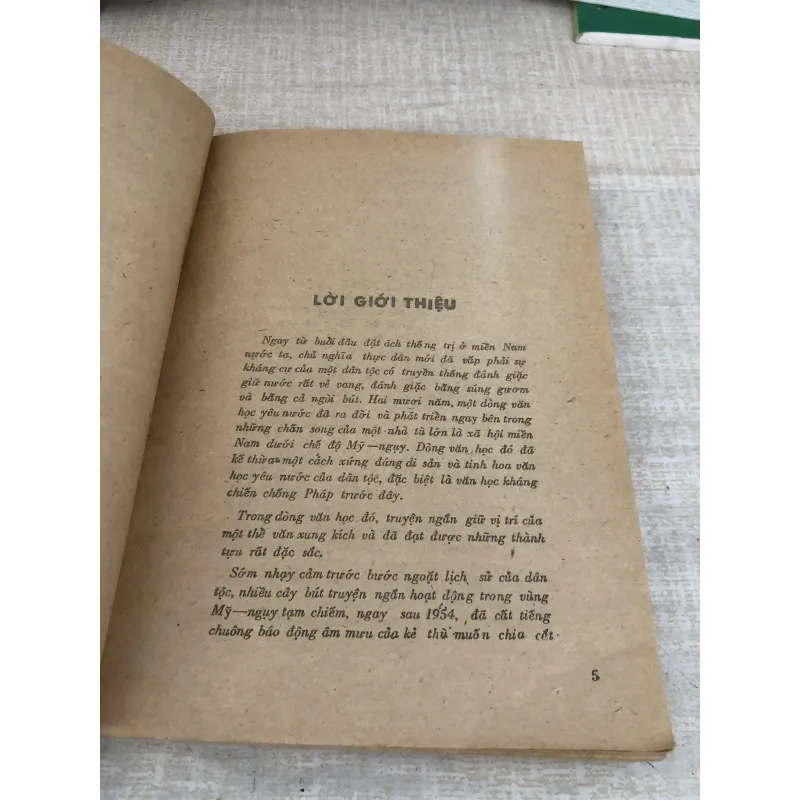 LỜI GIỚI THIỆU
Ngay từ buổi đầu đặt ách thống trị ở miền Nam
nước ta, chủ nghĩa thực dân mới đã vấp phải sự
kháng cự của một dân tộc có truyền thống đánh giặc
giữ nước rất vẻ vang, đánh giặc bằng súng gươm
và bằng cả ngòi bút. Hai mươi năm, một dòng văn
học yêu nước đã ra đời và phát triển ngay bên trong
những chấn song của một nhà tù lớn là xã hội miền
Nam dưới chế độ Mỹ—ngụy. Dòng văn học đó đã
kế thừa một cách xứng đáng di sản và tinh hoa văn
học yêu nước của dân tộc, đặc biệt là văn học kháng
chiến chống Pháp trước đây.
Trong dòng văn học đó, truyện ngắn giữ vị trí của
một thể văn xung kích và đã đạt được những thành
tựu rất đặc sắc.
Sớm nhạy cảm trước bước ngoặt lịch sử của dân
tộc, nhiều cây bút truyện ngắn hoạt động trong vùng
Mỹ—ngụy tạm chiếm, ngay sau 1954, đã cất tiếng
chuông báo động âm mưu của kẻ thù muốn chia cắt
5